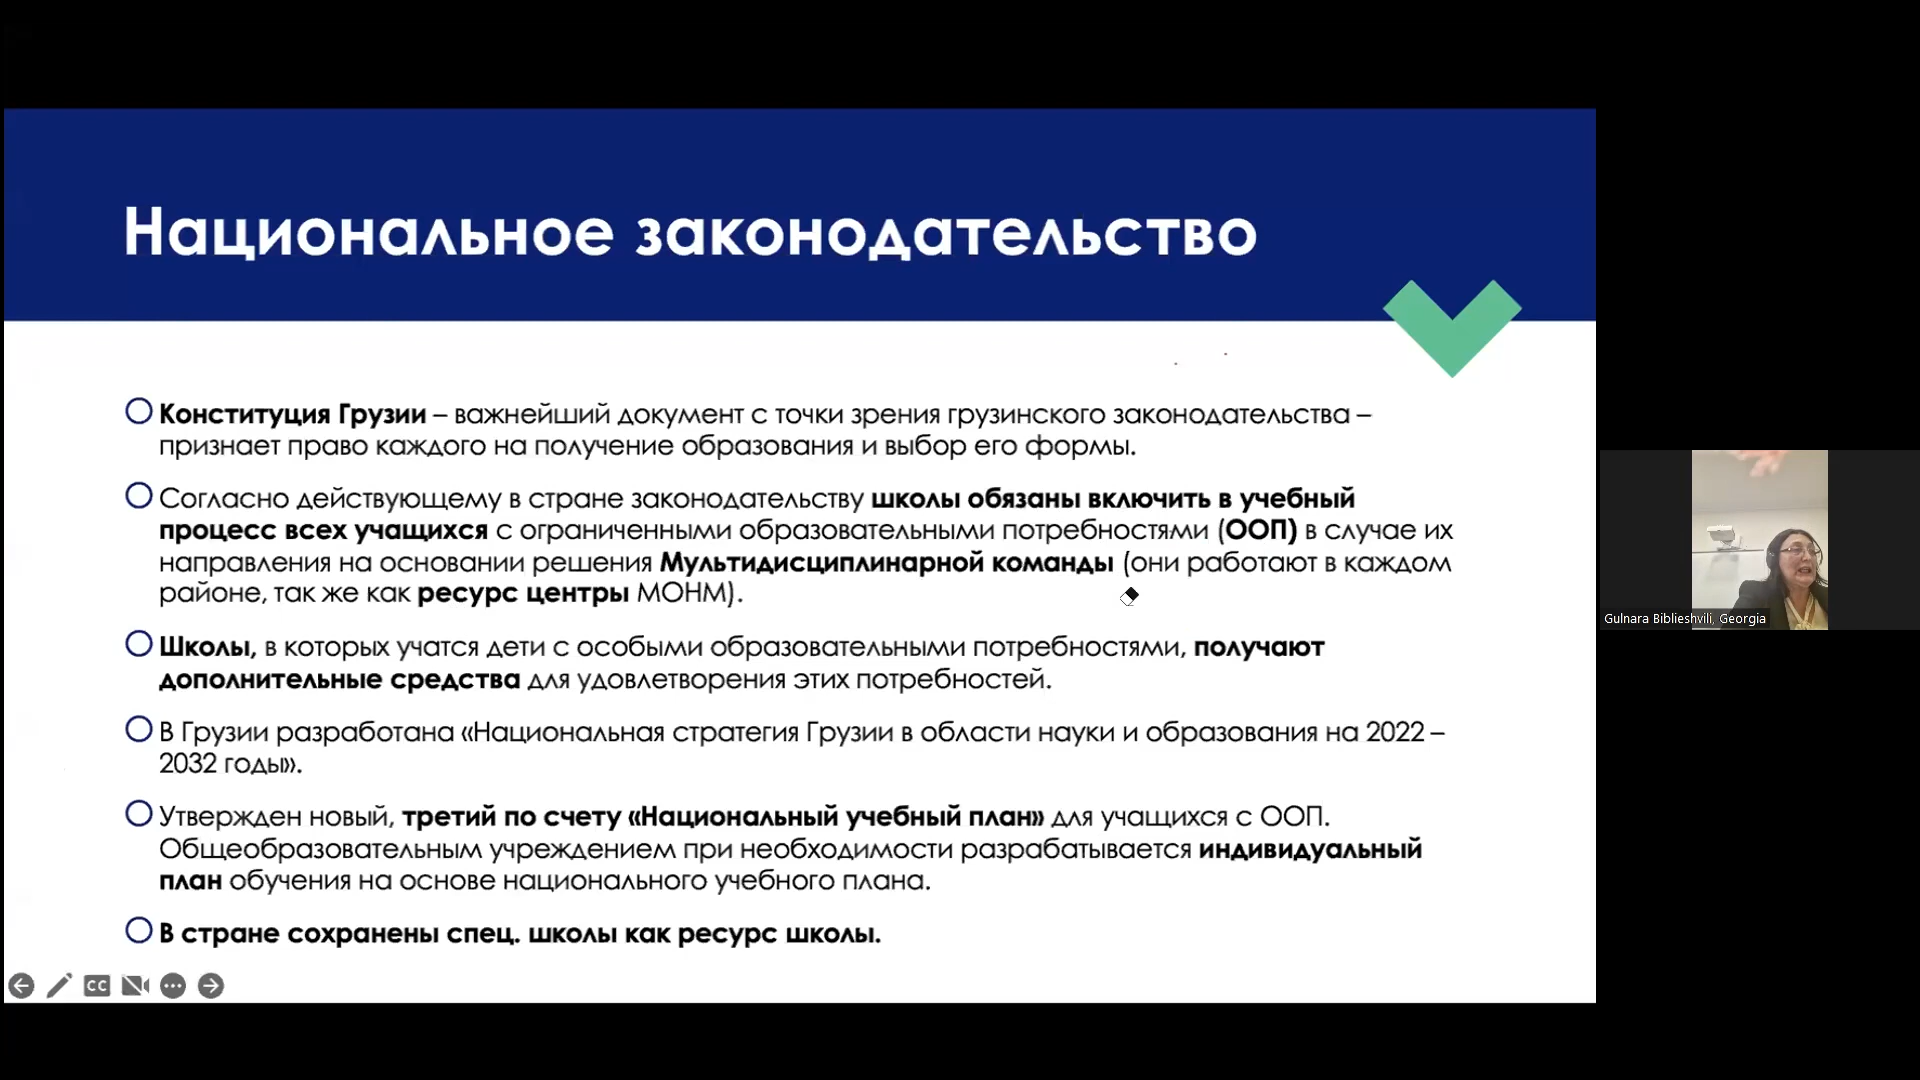 Национальное законодательство
Конституция Грузии – важнейший документ с точки зрения грузинского законодательства –
признает право каждого на получение образования и выбор его формы.
Согласно действующему в стране законодательству школы обязаны включить в учебный
процесс всех учащихся с ограниченными образовательными потребностями (ООП) в случае их
направления на основании решения Мультидисциплинарной команды (они работают в каждом
районе, так же как ресурс центры МОНМ).
Школы, в которых учатся дети с особыми образовательными потребностями, получают
дополнительные средства для удовлетворения этих потребностей.
В Грузии разработана «Национальная стратегия Грузии в области науки и образования на 2022 –
2032 годы».
Утвержден новый, третий по счету «Национальный учебный план» для учащихся с ООП.
Общеобразовательным учреждением при необходимости разрабатывается индивидуальный
план обучения на основе национального учебного плана.
В стране сохранены спец. школы как ресурс школы.
CC
Gulnara Biblieshvili, Georgia